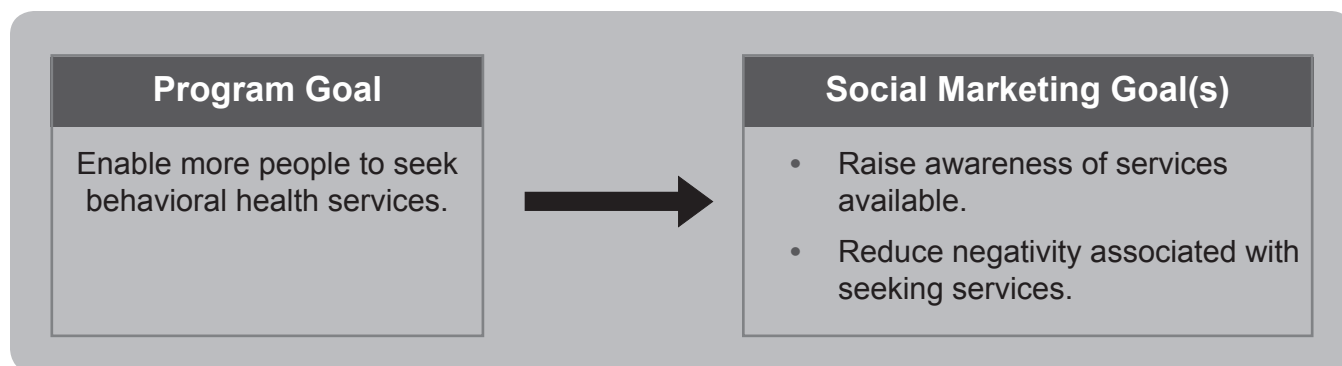 Program Goal
Enable more people to seek
behavioral health services.
Social Marketing Goal(s)
• Raise awareness of services
available.
• Reduce negativity associated with
seeking services.